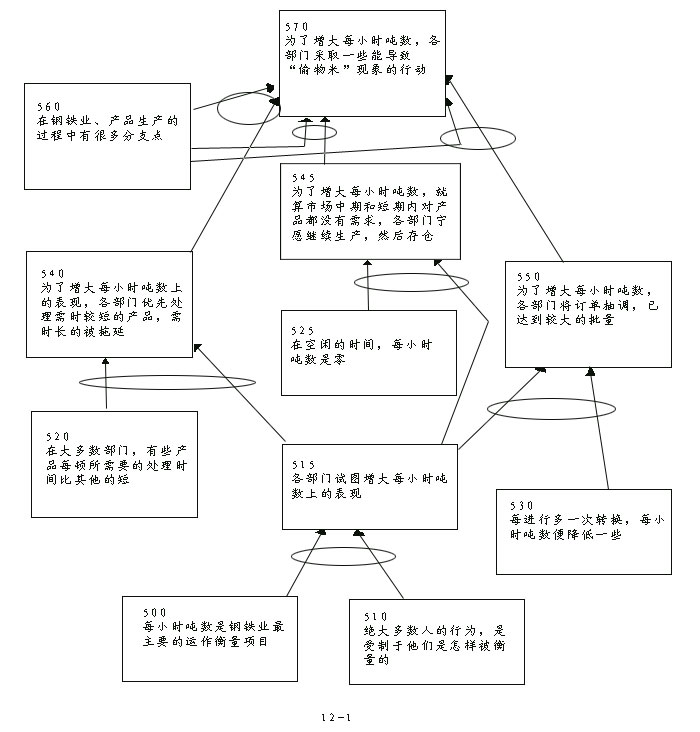 570
为了增大每小时吨数，各
部门采取一些能导致
“偷物米”现象的行动
560
在钢铁业、产品生产的
过程中有很多分支点
545
为了增大每小时吨数，就
算市场中期和短期内对产
品都没有需求，各部门宁
愿继续生产，然后存仓
540
为了增大每小时吨数上
的表现，各部门优先处
理需时较短的产品，需
时长的被拖延
550
为了增大每小时吨数，
各部门将订单抽调，已
达到较大的批量
525
在空闲的时间，每小时
吨数是零
520
在大多数部门，有些产
品每顿所需要的处理时
间比其他的短
515
各部门试图增大每小时吨
数上的表现
530
每进行多一次转换，每小
时吨数便降低一些
500
每小时吨数是钢铁业最
主要的运作衡量项目
510
绝大多数人的行为，是
受制于他们是怎样被衡
量的
12-1